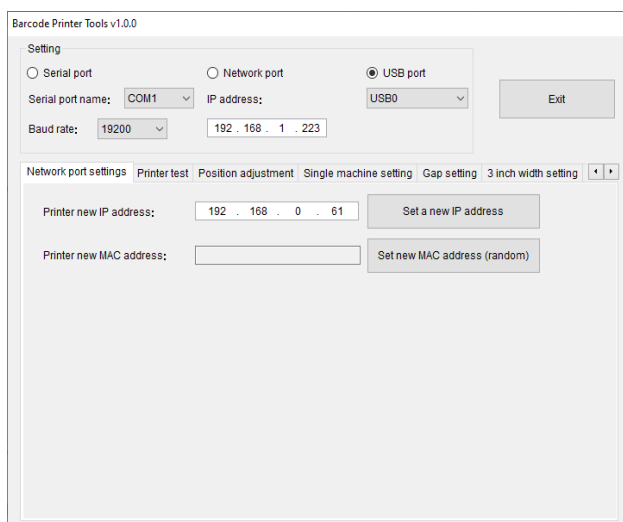 Barcode Printer Tools v1.0.0
Setting
Serial port Network port USB port
Serial port name: COM1 IP address: USB0 Exit
Baud rate: 19200 192 . 168 . 1 . 223
Network port settings Printer test Position adjustment Single machine setting Gap setting 3 inch width setting
Printer new IP address: 192 . 168 . 0 . 61 Set a new IP address
Printer new MAC address: Set new MAC address (random)